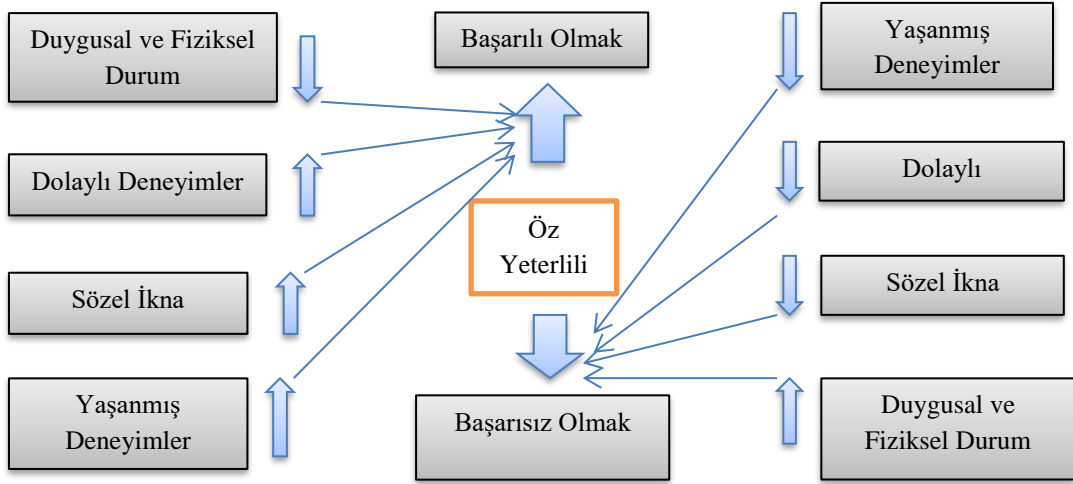 Duygusal ve Fiziksel
Durum
Başarılı Olmak
Yaşanmış
Deneyimler
Dolaylı Deneyimler
Dolaylı
Öz
Yeterlili
Sözel İkna
Sözel İkna
Yaşanmış
Deneyimler
Başarısız Olmak
Duygusal ve
Fiziksel Durum